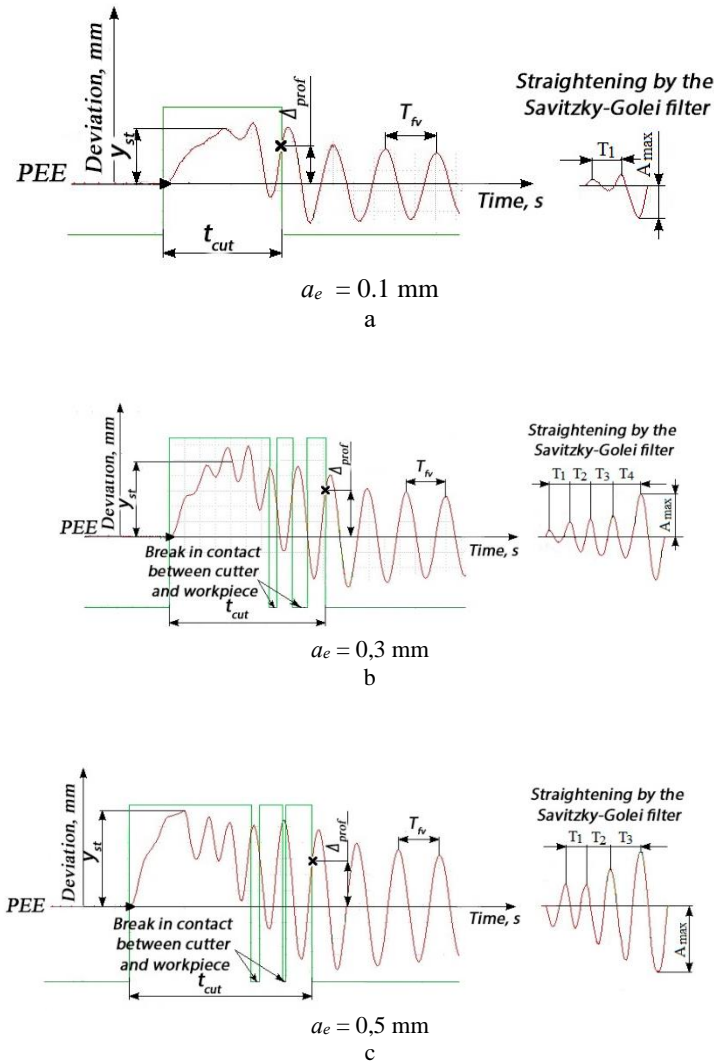 Deviation, mm
y_st
Δ_prof
T_fv
PEE
Time, s
t_cut
Straightening by the
Savitzky-Golei filter
T1
A max
a_e = 0.1 mm
a
Deviation, mm
y_st
Δ_prof
T_fv
PEE
Break in contact
between cutter
and workpiece
Time, s
t_cut
Straightening by the
Savitzky-Golei filter
T1 T2 T3 T4
A max
a_e = 0,3 mm
b
Deviation, mm
y_st
Δ_prof
T_fv
PEE
Break in contact
between cutter
and workpiece
Time, s
t_cut
Straightening by the
Savitzky-Golei filter
T1 T2 T3
A max
a_e = 0,5 mm
c